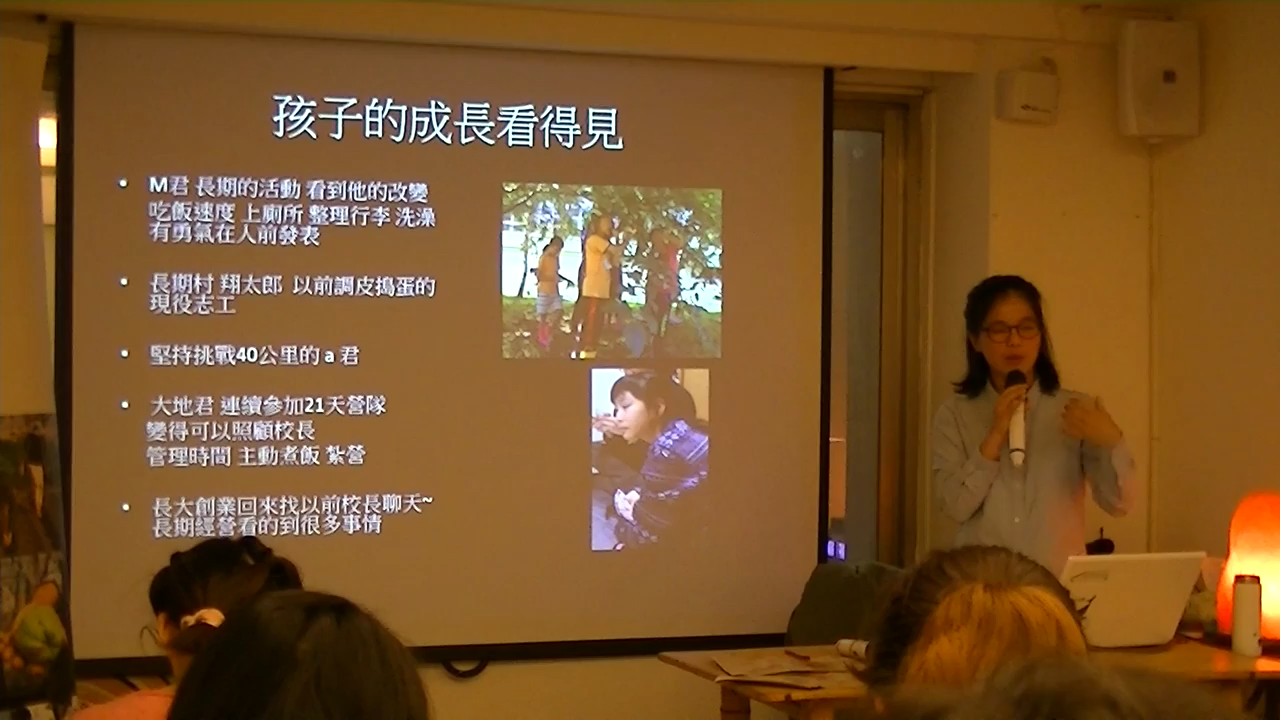 孩子的成長看得見
• M君 長期的活動 看到他的改變
吃飯速度 上廁所 整理行李 洗澡
有勇氣在人前發表
• 長期村 翔太郎 以前調皮搗蛋的
現役志工
• 堅持挑戰40公里的 a 君
• 大地君 連續參加21天營隊
變得可以照顧校長
管理時間 主動煮飯 紮營
• 長大創業回來找以前校長聊天~
長期經營看的到很多事情